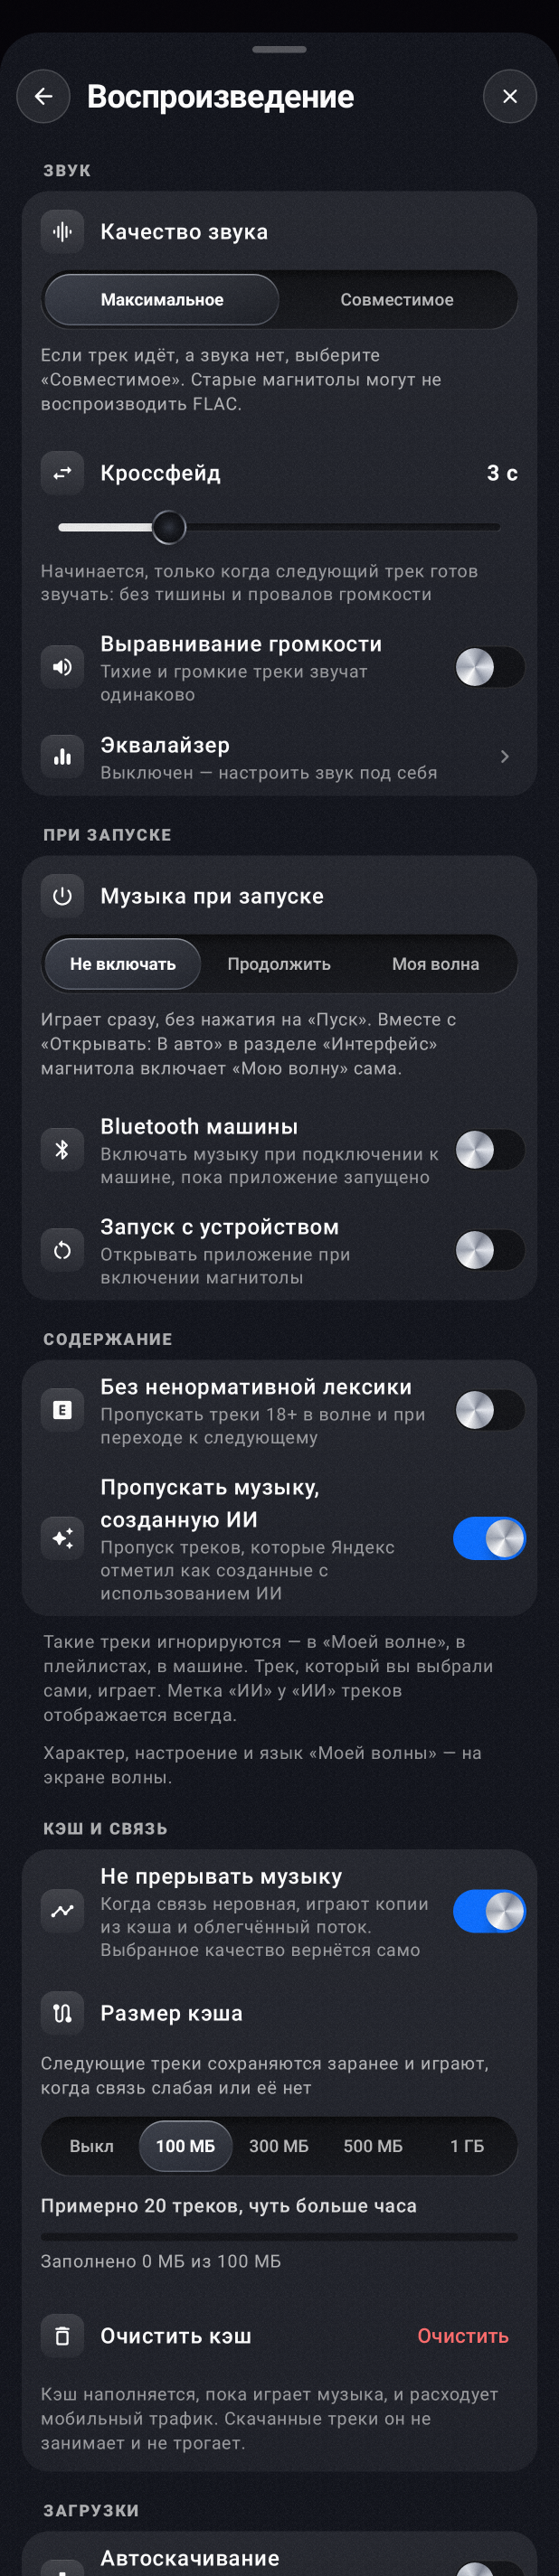 Воспроизведение
ЗВУК
Качество звука
Максимальное
Совместимое
Если трек идёт, а звука нет, выберите
«Совместимое». Старые магнитолы могут не
воспроизводить FLAC.
Кроссфейд
3 с
Начинается, только когда следующий трек готов
звучать: без тишины и провалов громкости
Выравнивание громкости
Тихие и громкие треки звучат
одинаково
Эквалайзер
Выключен — настроить звук под себя
ПРИ ЗАПУСКЕ
Музыка при запуске
Не включать
Продолжить
Моя волна
Играет сразу, без нажатия на «Пуск». Вместе с
«Открывать: В авто» в разделе «Интерфейс»
магнитола включает «Мою волну» сама.
Bluetooth машины
Включать музыку при подключении к
машине, пока приложение запущено
Запуск с устройством
Открывать приложение при
включении магнитолы
СОДЕРЖАНИЕ
E
Без ненормативной лексики
Пропускать треки 18+ в волне и при
переходе к следующему
Пропускать музыку,
созданную ИИ
Пропуск треков, которые Яндекс
отметил как созданные с
использованием ИИ
Такие треки игнорируются — в «Моей волне», в
плейлистах, в машине. Трек, который вы выбрали
сами, играет. Метка «ИИ» у «ИИ» треков
отображается всегда.
Характер, настроение и язык «Моей волны» — на
экране волны.
КЭШ И СВЯЗЬ
Не прерывать музыку
Когда связь неровная, играют копии
из кэша и облегчённый поток.
Выбранное качество вернётся само
Размер кэша
Следующие треки сохраняются заранее и играют,
когда связь слабая или её нет
Выкл
100 МБ
300 МБ
500 МБ
1 ГБ
Примерно 20 треков, чуть больше часа
Заполнено 0 МБ из 100 МБ
Очистить кэш
Очистить
Кэш наполняется, пока играет музыка, и расходует
мобильный трафик. Скачанные треки он не
занимает и не трогает.
ЗАГРУЗКИ
Автоскачивание